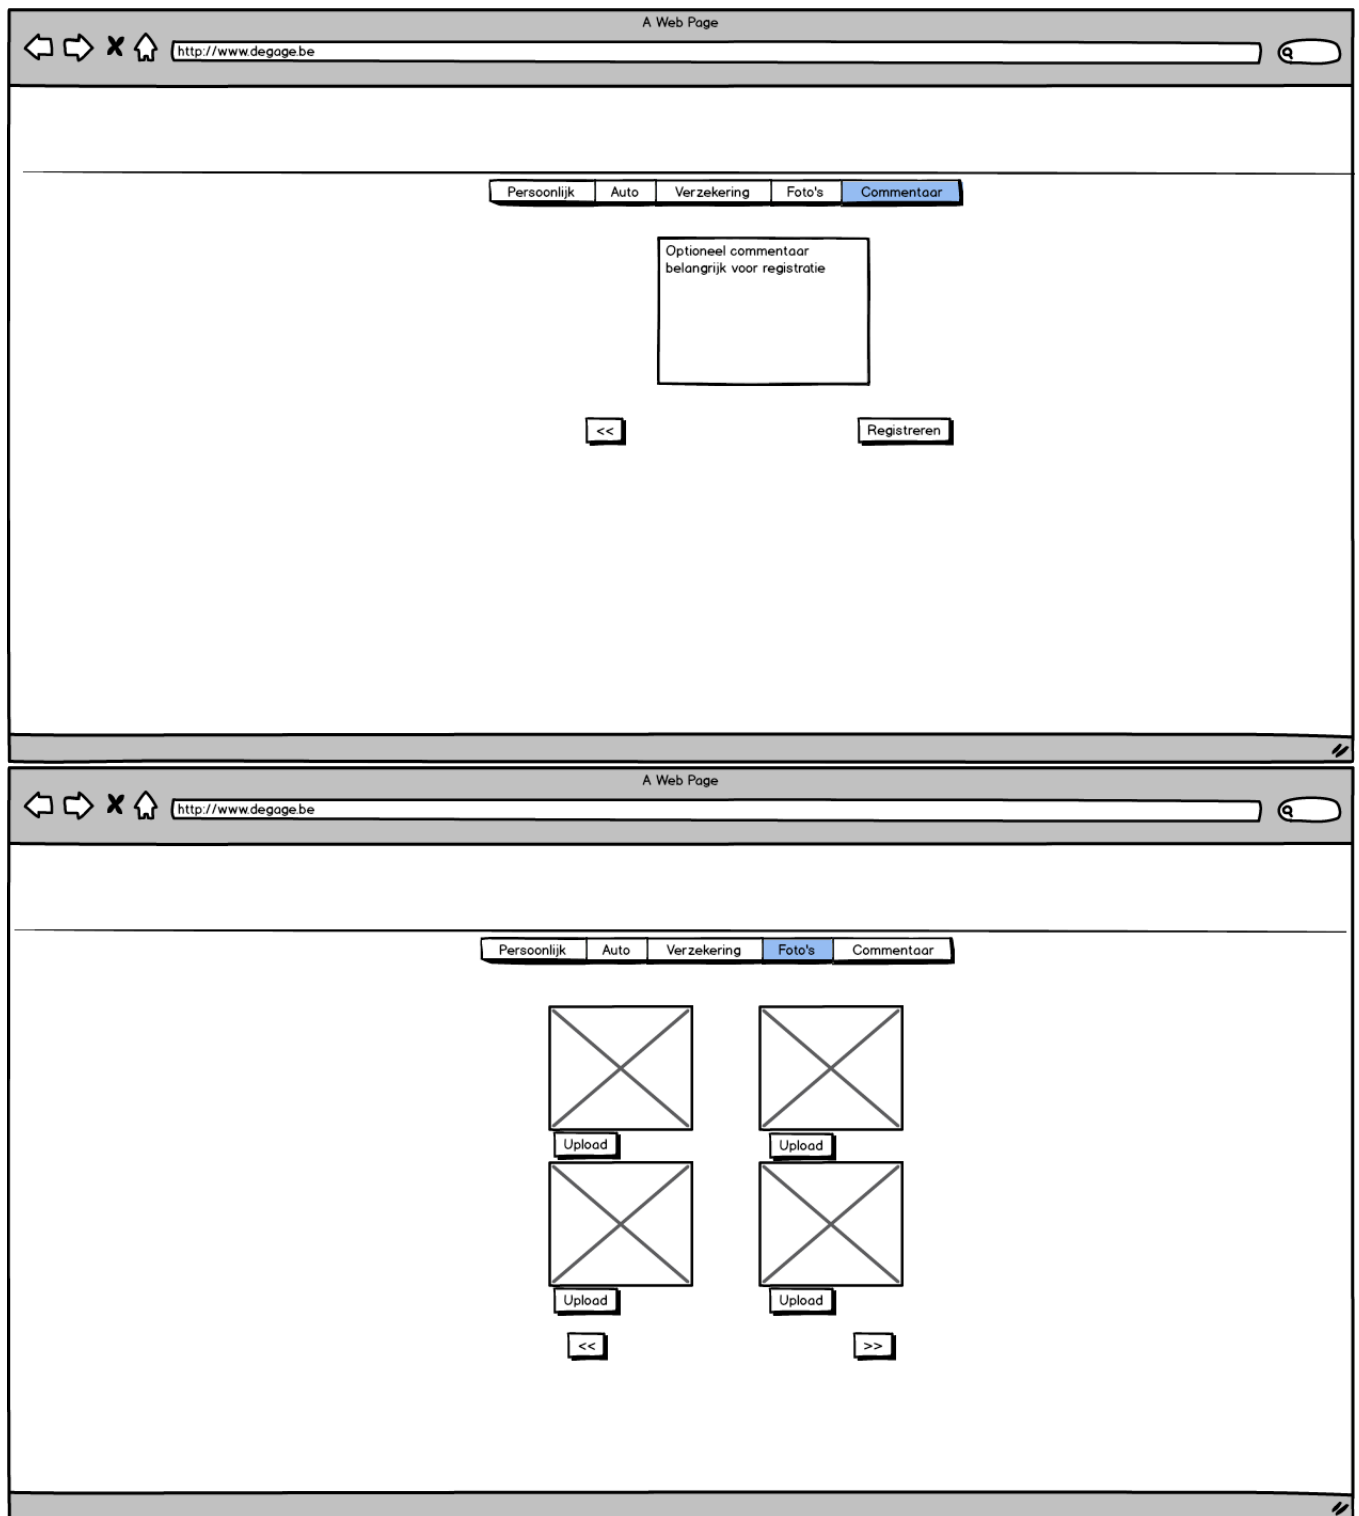 A Web Page
http://www.degage.be
Persoonlijk Auto Verzekering Foto's Commentaar
Optioneel commentaar
belangrijk voor registratie
<< Registreren
A Web Page
http://www.degage.be
Persoonlijk Auto Verzekering Foto's Commentaar
Upload Upload
Upload Upload
<< >>